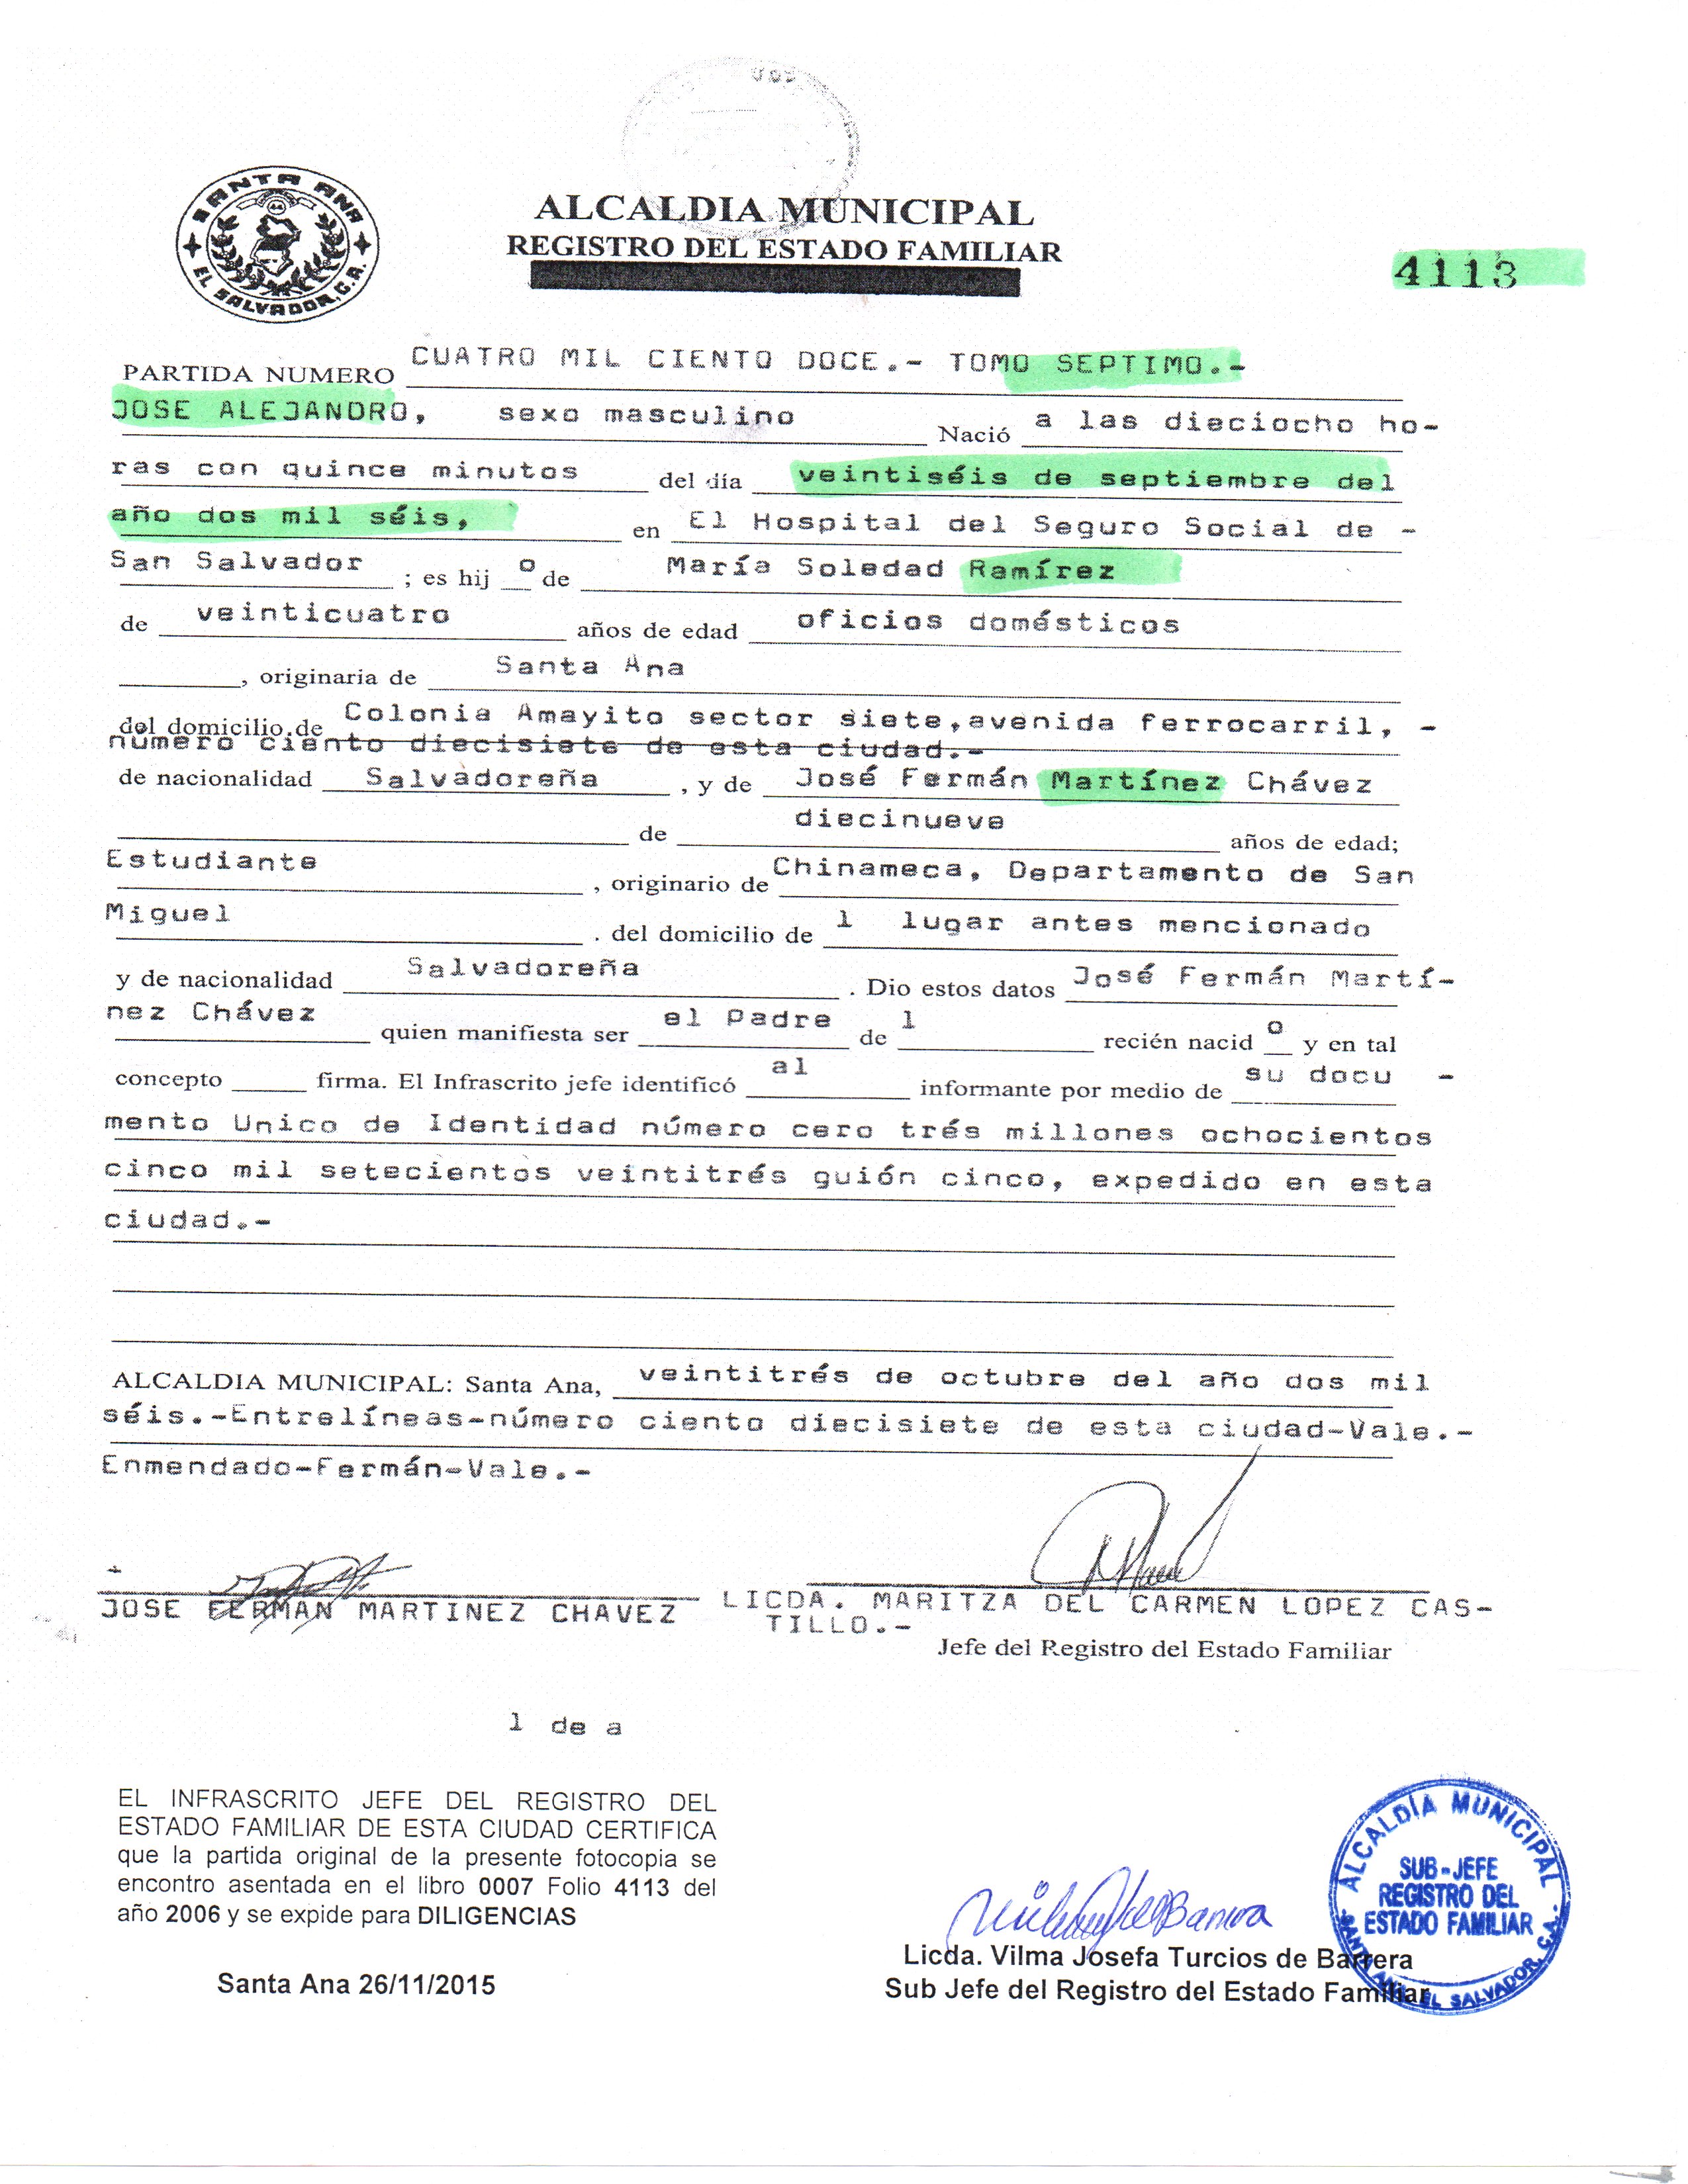 SANTA ANA
EL SALVADOR, C.A.
ALCALDIA MUNICIPAL
REGISTRO DEL ESTADO FAMILIAR
4113
PARTIDA NUMERO CUATRO MIL CIENTO DOCE.- TOMO SEPTIMO.-
JOSE ALEJANDRO, sexo masculino Nació a las dieciocho ho-
ras con quince minutos del día veintiséis de septiembre del
año dos mil séis, en El Hospital del Seguro Social de -
San Salvador ; es hij o de María Soledad Ramírez
de veinticuatro años de edad oficios domésticos
, originaria de Santa Ana
del domicilio de Colonia Amayito sector siete,avenida ferrocarril, -
número ciento diecisiete de esta ciudad.-
de nacionalidad Salvadoreña , y de José Fermán Martínez Chávez
de diecinueve años de edad;
Estudiante , originario de Chinameca, Departamento de San
Miguel . del domicilio de l lugar antes mencionado
y de nacionalidad Salvadoreña . Dio estos datos José Fermán Martí-
nez Chávez quien manifiesta ser el Padre de l recién nacid o y en tal
concepto firma. El Infrascrito jefe identificó al informante por medio de su docu -
mento Unico de Identidad número cero trés millones ochocientos
cinco mil setecientos veintitrés guión cinco, expedido en esta
ciudad.-
ALCALDIA MUNICIPAL: Santa Ana, veintitrés de octubre del año dos mil
séis.-Entrelíneas-número ciento diecisiete de esta ciudad-Vale.-
Enmendado-Fermán-Vale.-
JOSE FERMAN MARTINEZ CHAVEZ LICDA. MARITZA DEL CARMEN LOPEZ CAS-
TILLO.-
Jefe del Registro del Estado Familiar
1 de a
EL INFRASCRITO JEFE DEL REGISTRO DEL
ESTADO FAMILIAR DE ESTA CIUDAD CERTIFICA
que la partida original de la presente fotocopia se
encontro asentada en el libro 0007 Folio 4113 del
año 2006 y se expide para DILIGENCIAS
Santa Ana 26/11/2015
Licda. Vilma Josefa Turcios de Barrera
Sub Jefe del Registro del Estado Familiar
ALCALDÍA MUNICIPAL
SUB-JEFE
REGISTRO DEL
ESTADO FAMILIAR
SANTA ANA EL SALVADOR, C.A.